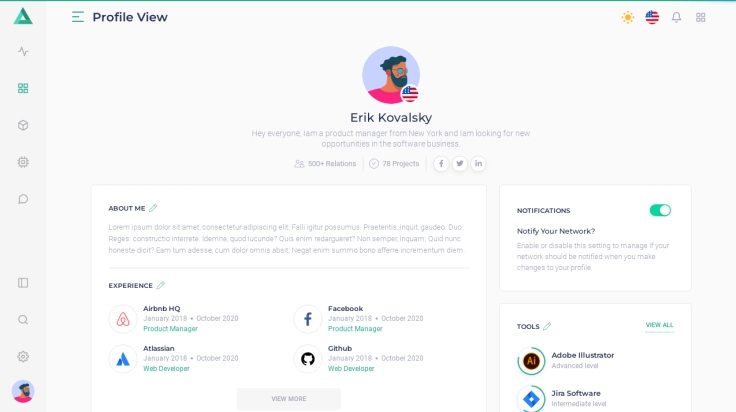 Profile View
Erik Kovalsky
Hey everyone, Iam a product manager from New York and Iam looking for new
opportunities in the software business.
500+ Relations
78 Projects
ABOUT ME
Lorem ipsum dolor sit amet, consectetur adipiscing elit. Falli igitur possumus. Praeteritis, inquit, gaudeo. Duo
Reges: constructio interrete. Idemne, quod iucunde? Quis enim redargueret? Non semper, inquam; Quid nunc
honeste dicit? Eam tum adesse, cum dolor omnis absit; Negat enim summo bono afferre incrementum diem.
EXPERIENCE
Airbnb HQ
January 2018 • October 2020
Product Manager
Facebook
January 2018 • October 2020
Product Manager
Atlassian
January 2018 • October 2020
Web Developer
Github
January 2018 • October 2020
Web Developer
VIEW MORE
NOTIFICATIONS
Notify Your Network?
Enable or disable this setting to manage if your
network should be notified when you make
changes to your profile
TOOLS
VIEW ALL
Ai
Adobe Illustrator
Advanced level
Jira Software
Intermediate level